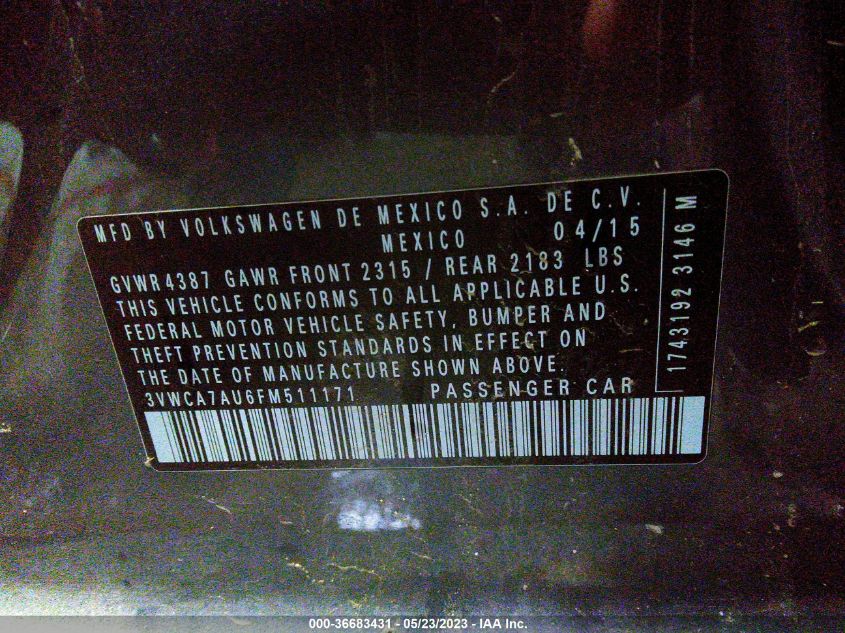 MFD BY VOLKSWAGEN DE MEXICO S.A. DE C.V.
MEXICO 04/15
GVWR 4387 GAWR FRONT 2315 / REAR 2183 LBS
THIS VEHICLE CONFORMS TO ALL APPLICABLE U.S.
FEDERAL MOTOR VEHICLE SAFETY, BUMPER AND
THEFT PREVENTION STANDARDS IN EFFECT ON
THE DATE OF MANUFACTURE SHOWN ABOVE.
3VWCA7AU6FM511171 PASSENGER CAR
1743192 3146 M
000-36683431 - 05/23/2023 - IAA Inc.